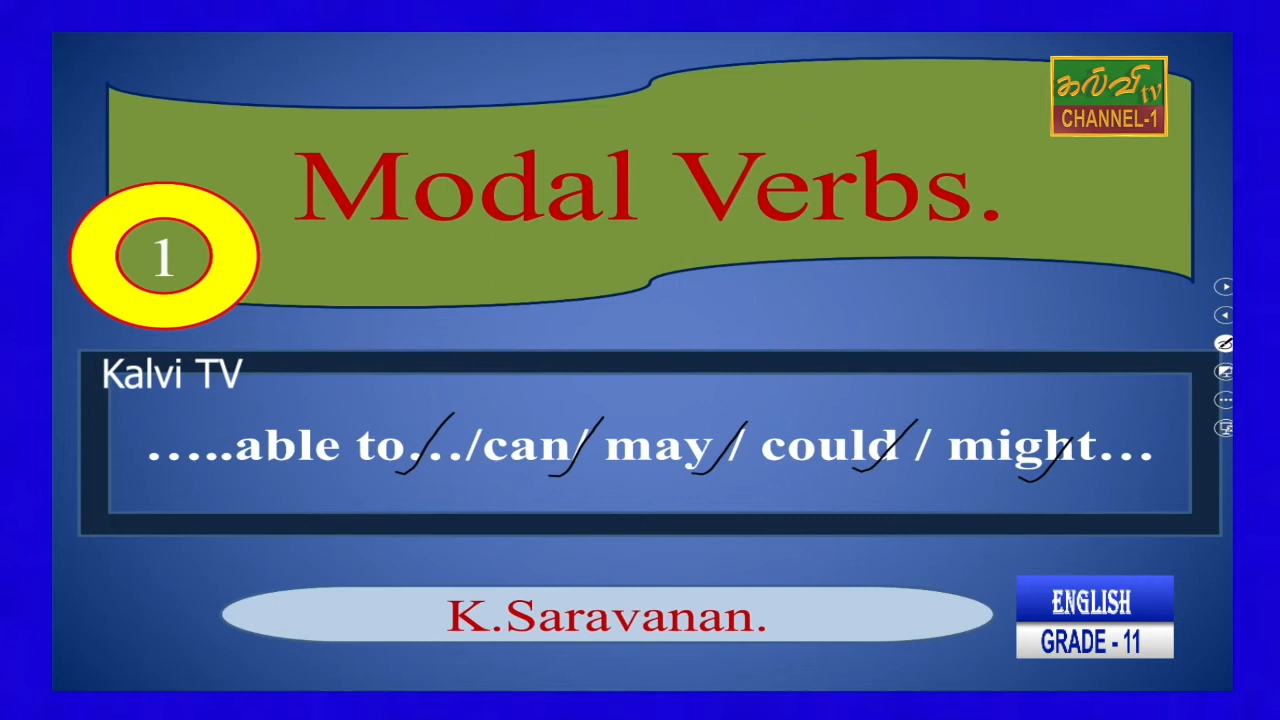 கல்வி tv
CHANNEL-1
Modal Verbs.
1
Kalvi TV
…..able to…/can/ may / could / might…
K.Saravanan.
ENGLISH
GRADE - 11